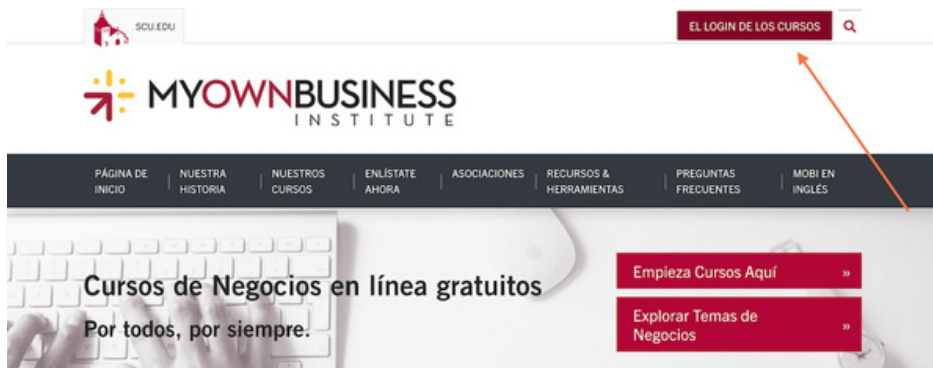 SCU.EDU
EL LOGIN DE LOS CURSOS
MYOWNBUSINESS
INSTITUTE
PÁGINA DE
INICIO
NUESTRA
HISTORIA
NUESTROS
CURSOS
ENLÍSTATE
AHORA
ASOCIACIONES
RECURSOS &
HERRAMIENTAS
PREGUNTAS
FRECUENTES
MOBI EN
INGLÉS
Cursos de Negocios en línea gratuitos
Por todos, por siempre.
Empieza Cursos Aquí »
Explorar Temas de
Negocios »